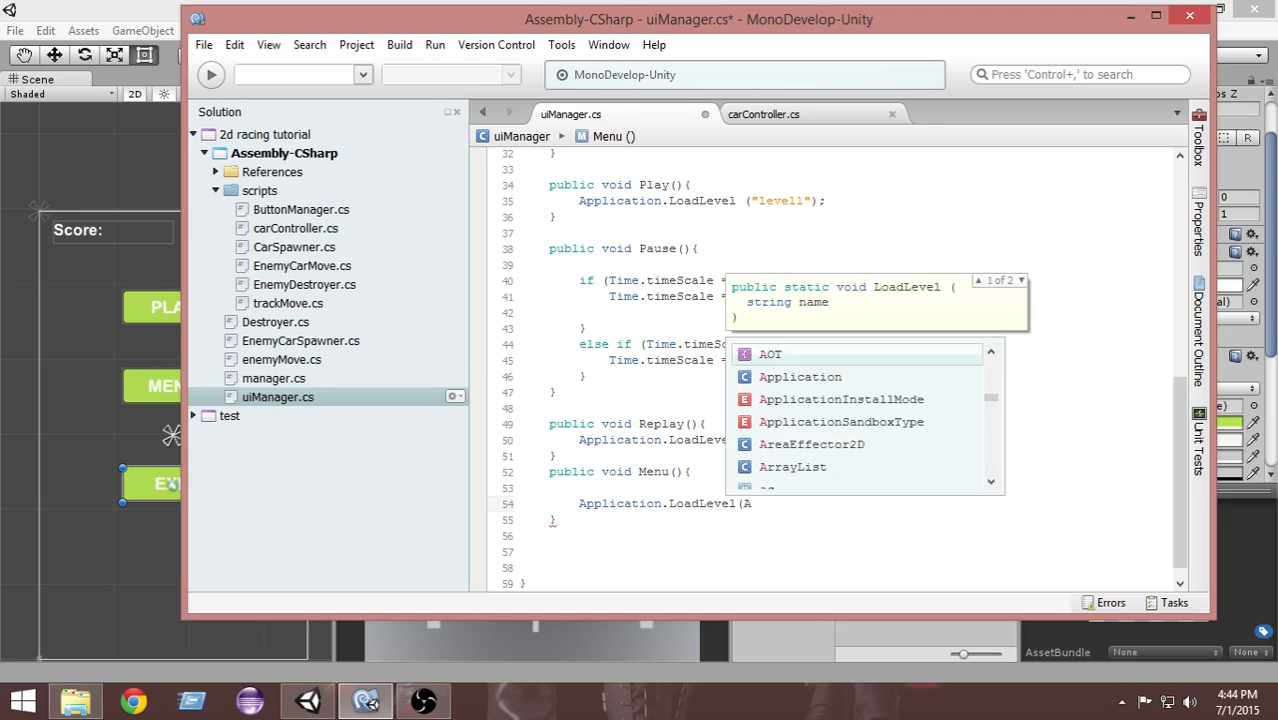 Assembly-CSharp - uiManager.cs* - MonoDevelop-Unity
File Edit Assets GameObject
File Edit View Search Project Build Run Version Control Tools Window Help
Scene
Shaded 2D
MonoDevelop-Unity
Press 'Control+,' to search
Solution
2d racing tutorial
Assembly-CSharp
References
scripts
ButtonManager.cs
carController.cs
CarSpawner.cs
EnemyCarMove.cs
EnemyDestroyer.cs
trackMove.cs
Destroyer.cs
EnemyCarSpawner.cs
enemyMove.cs
manager.cs
uiManager.cs
test
Score:
PLA
MEN
EX
uiManager.cs carController.cs
uiManager Menu ()
32 }
33
34 public void Play(){
35 Application.LoadLevel ("level1");
36 }
37
38 public void Pause(){
39
40 if (Time.timeScale =
41 Time.timeScale =
42
43 }
44 else if (Time.timeSc
45 Time.timeScale =
46 }
47 }
48
49 public void Replay(){
50 Application.LoadLeve
51 }
52 public void Menu(){
53
54 Application.LoadLevel(A
55 }
56
57
58
59 }
1 of 2
public static void LoadLevel (
string name
)
AOT
Application
ApplicationInstallMode
ApplicationSandboxType
AreaEffector2D
ArrayList
as
Toolbox
Properties
Document Outline
Unit Tests
os Z
R
0
1
Errors Tasks
AssetBundle None None
4:44 PM
7/1/2015